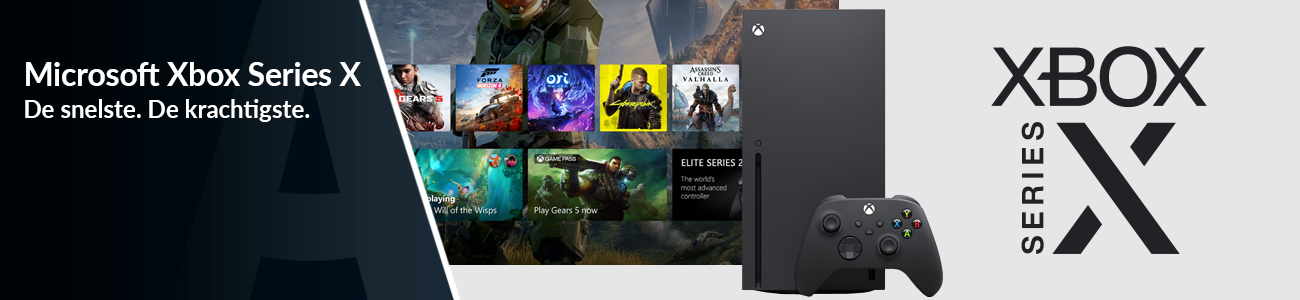 Microsoft Xbox Series X
De snelste. De krachtigste.
GEARS 5
FORZA
HORIZON 4
ori
Cyberpunk
ASSASSIN'S
CREED
VALHALLA
playing
Will of the Wisps
GAME PASS
Play Gears 5 now
ELITE SERIES 2
The world's
most advanced
controller
Y
X
B
A
XBOX
SERIES
X